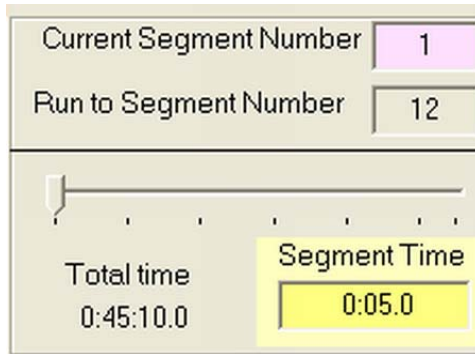 Current Segment Number 1
Run to Segment Number 12
Total time
0:45:10.0
Segment Time
0:05.0